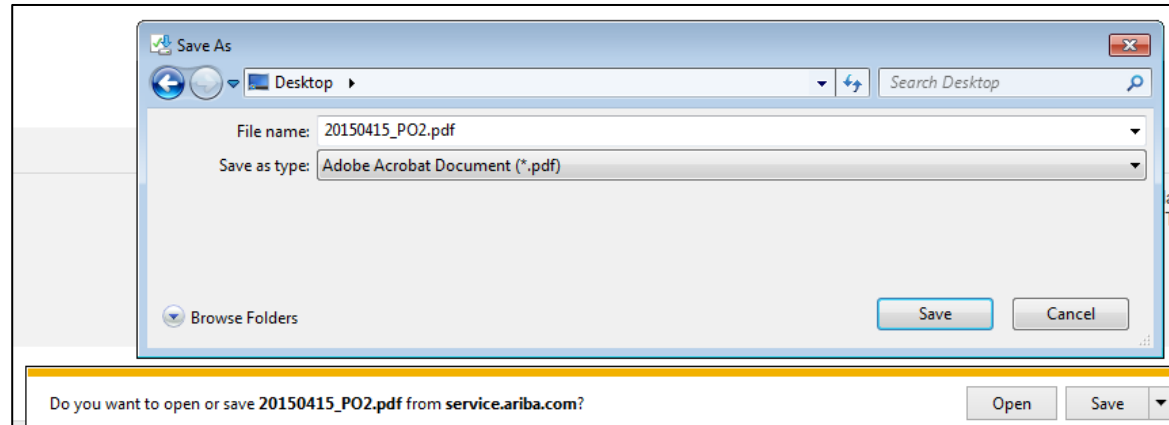 Save As
Desktop
Search Desktop
File name: 20150415_PO2.pdf
Save as type: Adobe Acrobat Document (*.pdf)
Browse Folders
Save Cancel
Do you want to open or save 20150415_PO2.pdf from service.ariba.com?
Open Save